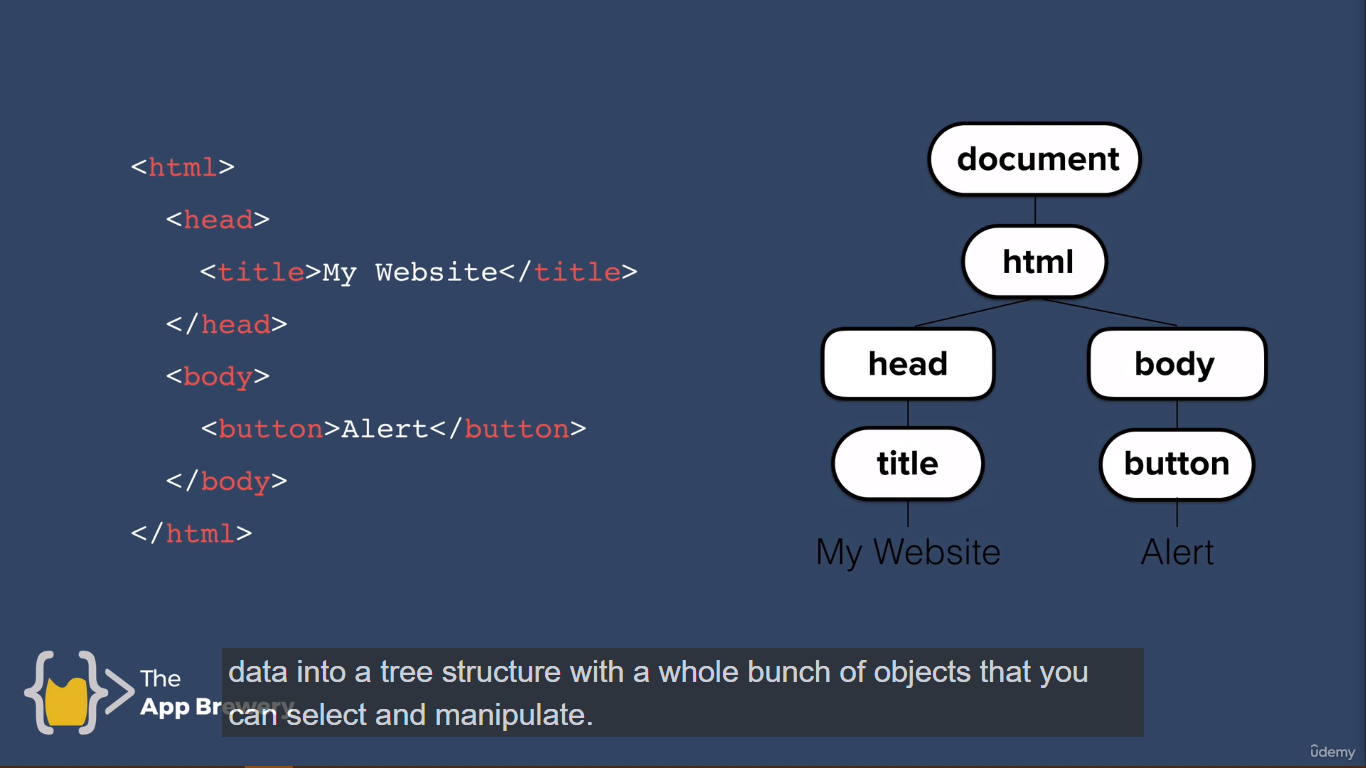 <html>
<head>
<title>My Website</title>
</head>
<body>
<button>Alert</button>
</body>
</html>
document
html
head body
title button
My Website Alert
The
App Brewery
data into a tree structure with a whole bunch of objects that you
can select and manipulate.
ûdemy